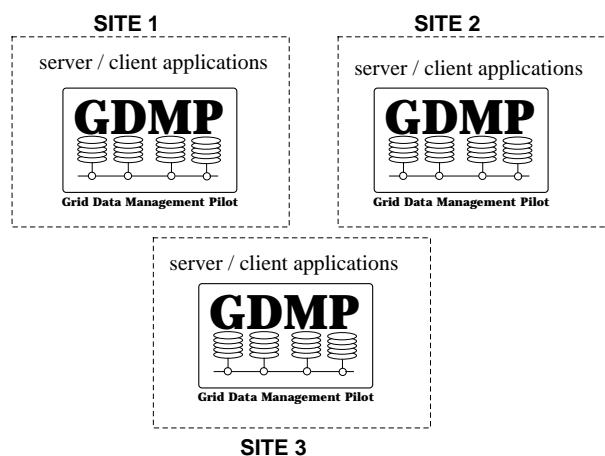 SITE 1
server / client applications
GDMP
Grid Data Management Pilot
SITE 2
server / client applications
GDMP
Grid Data Management Pilot
server / client applications
GDMP
Grid Data Management Pilot
SITE 3